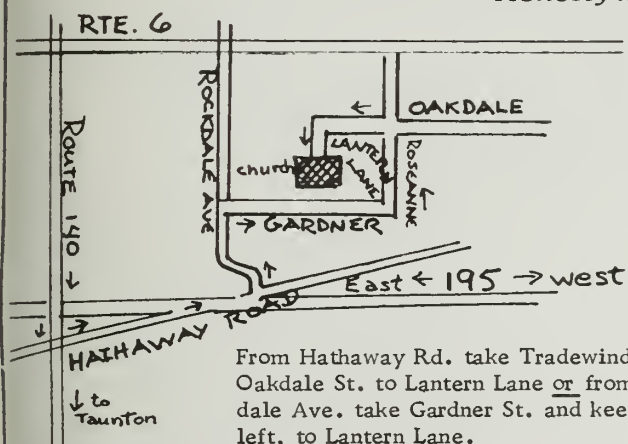 RTE. 6
ROCKDALE AVE
Route 140 ↓
← OAKDALE
↓ LANTERN LANE
church
ROSEANNE ↑
→ GARDNER
East ← 195 → west
HATHAWAY ROAD
↓ to
Taunton
From Hathaway Rd. take Tradewind
Oakdale St. to Lantern Lane or from
dale Ave. take Gardner St. and kee
left, to Lantern Lane.